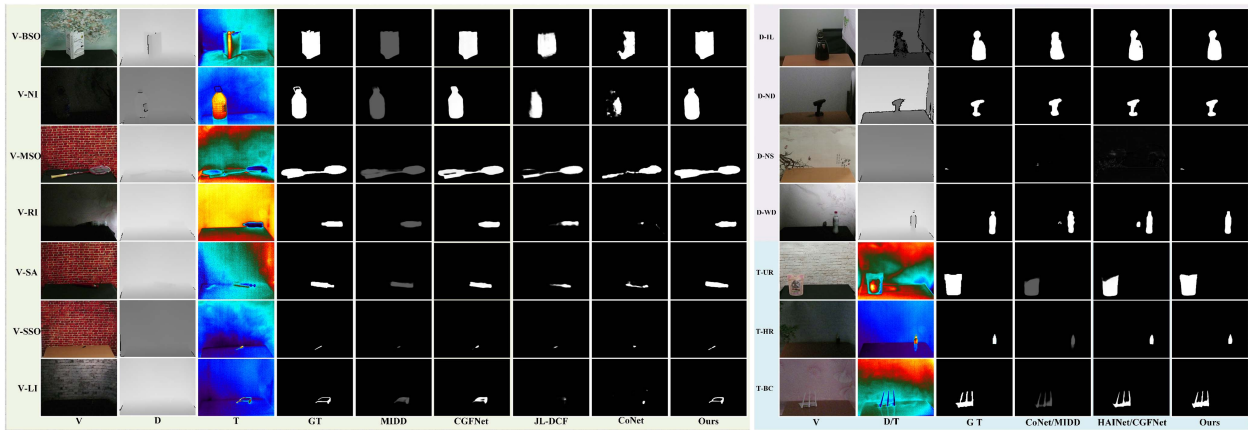 V-BSO
V-NI
V-MSO
V-RI
V-SA
V-SSO
V-LI
V D T GT MIDD CGFNet JL-DCF CoNet Ours
D-IL
D-ND
D-NS
D-WD
T-UR
T-HR
T-BC
V D/T G T CoNet/MIDD HAINet/CGFNet Ours